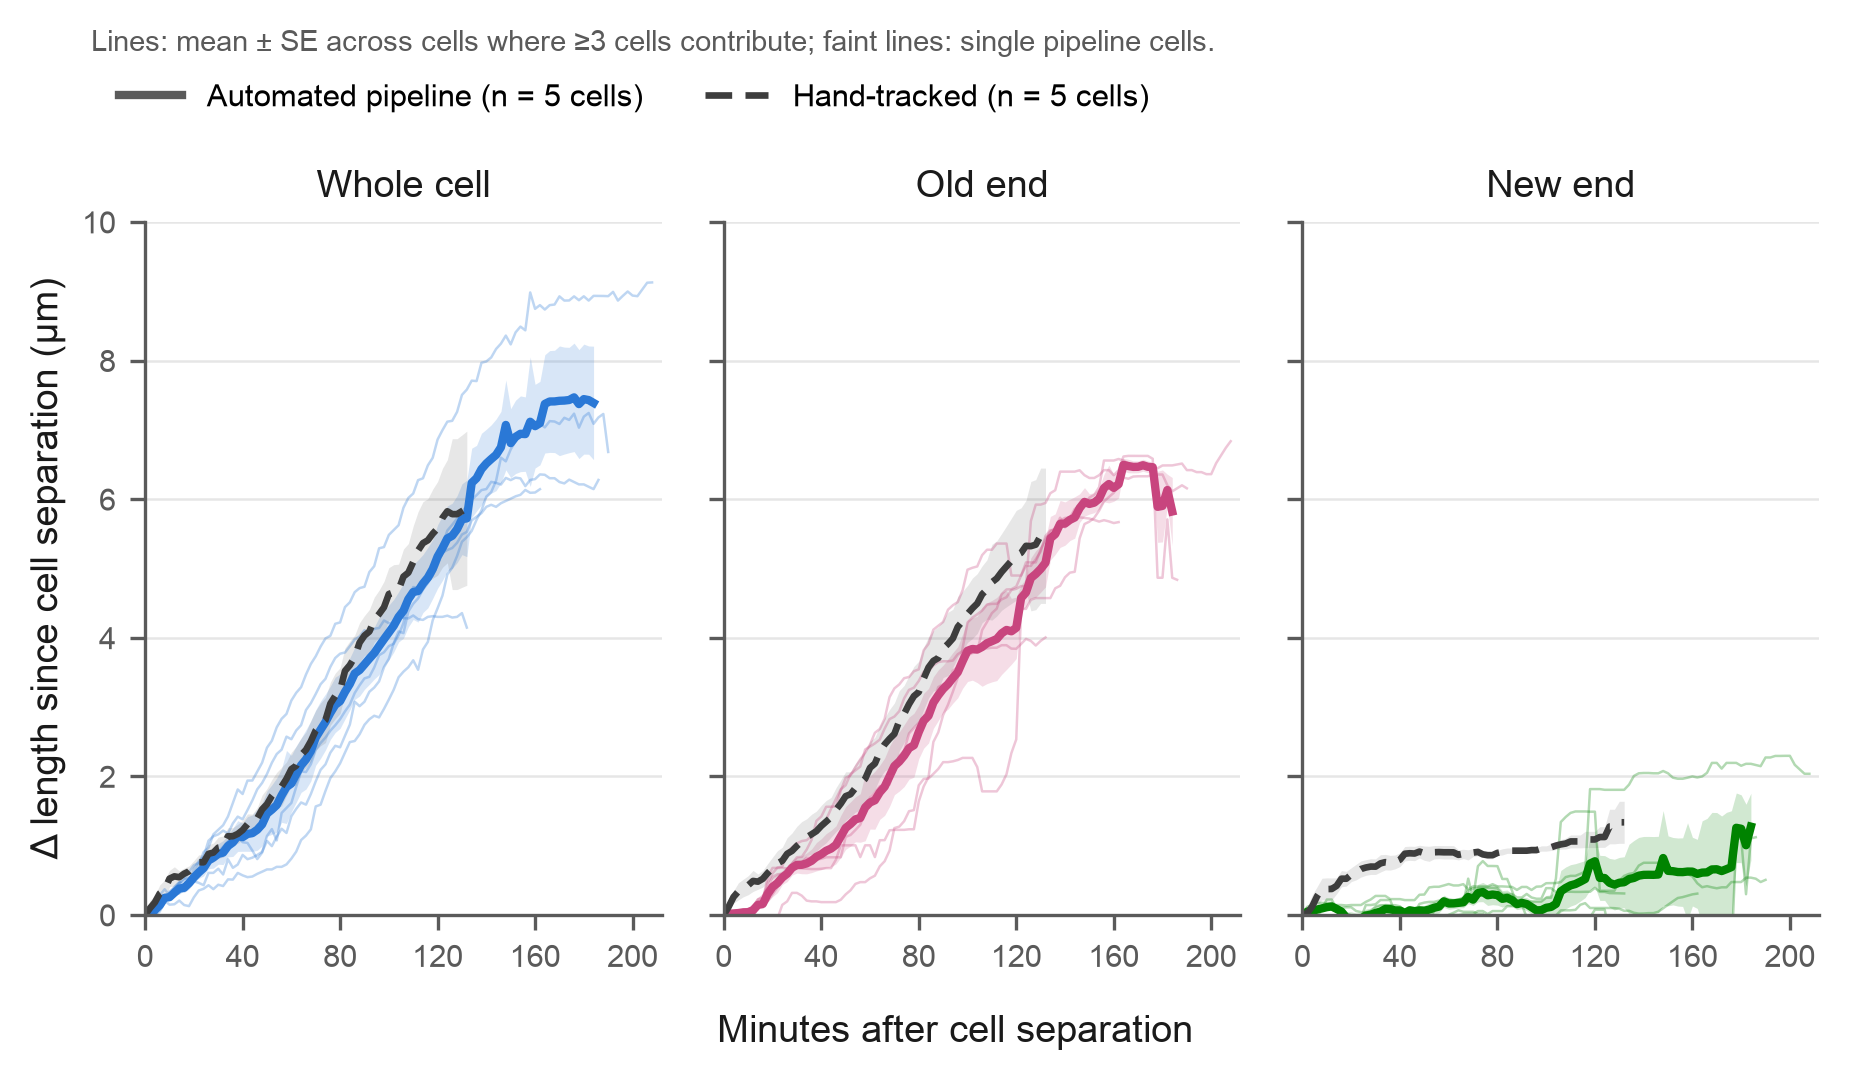 Lines: mean ± SE across cells where ≥3 cells contribute; faint lines: single pipeline cells.
Automated pipeline (n = 5 cells)
Hand-tracked (n = 5 cells)
Whole cell
Old end
New end
Δ length since cell separation (μm)
10
8
6
4
2
0
0 40 80 120 160 200
0 40 80 120 160 200
0 40 80 120 160 200
Minutes after cell separation